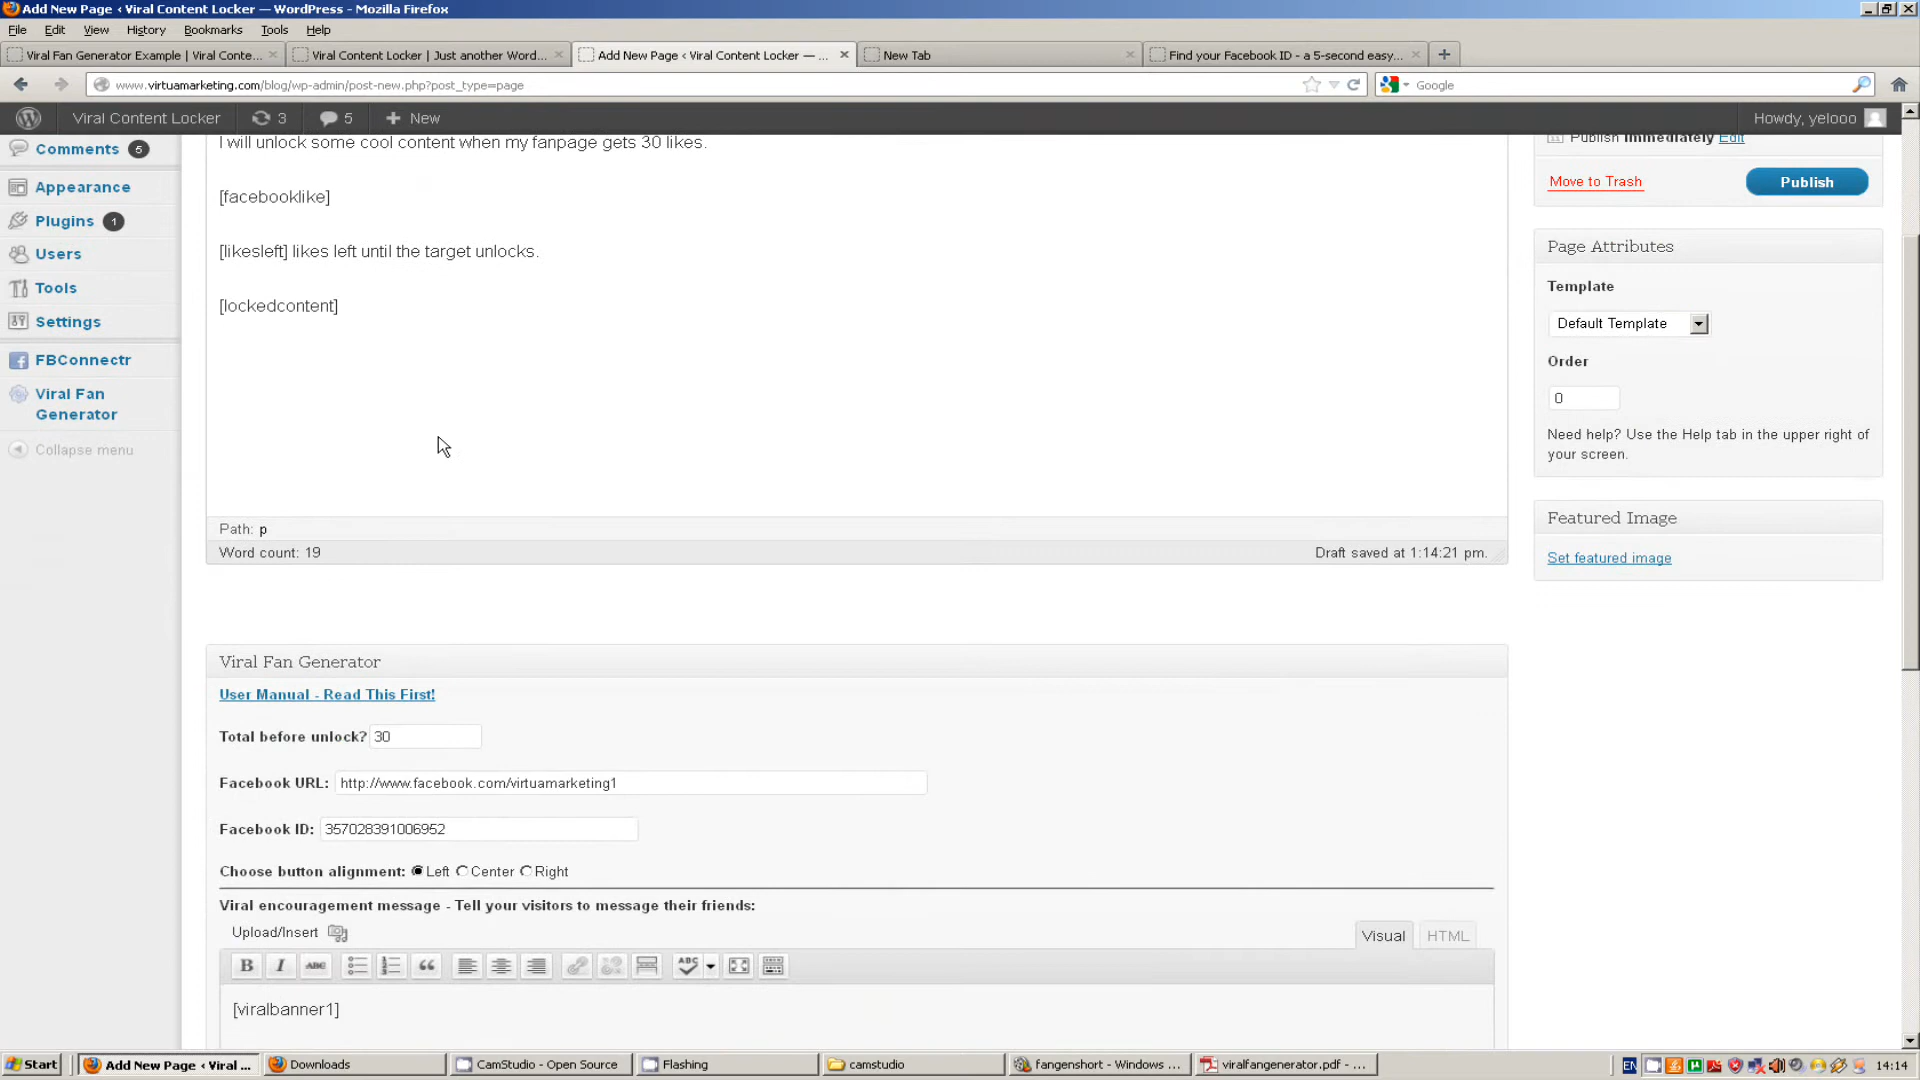 Add New Page ‹ Viral Content Locker — WordPress - Mozilla Firefox
File Edit View History Bookmarks Tools Help
Viral Fan Generator Example | Viral Conte...
Viral Content Locker | Just another Word...
Add New Page ‹ Viral Content Locker — ...
New Tab
Find your Facebook ID - a 5-second easy...
www.virtuamarketing.com/blog/wp-admin/post-new.php?post_type=page
Google
Viral Content Locker 3 5 New
Howdy, yelooo
Comments 5
Appearance
Plugins 1
Users
Tools
Settings
FBConnectr
Viral Fan
Generator
Collapse menu
I will unlock some cool content when my fanpage gets 30 likes.
[facebooklike]
[likesleft] likes left until the target unlocks.
[lockedcontent]
Path: p
Word count: 19
Draft saved at 1:14:21 pm.
Publish immediately Edit
Move to Trash
Publish
Page Attributes
Template
Default Template
Order
0
Need help? Use the Help tab in the upper right of
your screen.
Featured Image
Set featured image
Viral Fan Generator
User Manual - Read This First!
Total before unlock? 30
Facebook URL: http://www.facebook.com/virtuamarketing1
Facebook ID: 357028391006952
Choose button alignment: Left Center Right
Viral encouragement message - Tell your visitors to message their friends:
Upload/Insert
Visual HTML
B I ABC ABC
[viralbanner1]
Start
Add New Page ‹ Viral ...
Downloads
CamStudio - Open Source
Flashing
camstudio
fangenshort - Windows ...
viralfangenerator.pdf - ...
EN
14:14